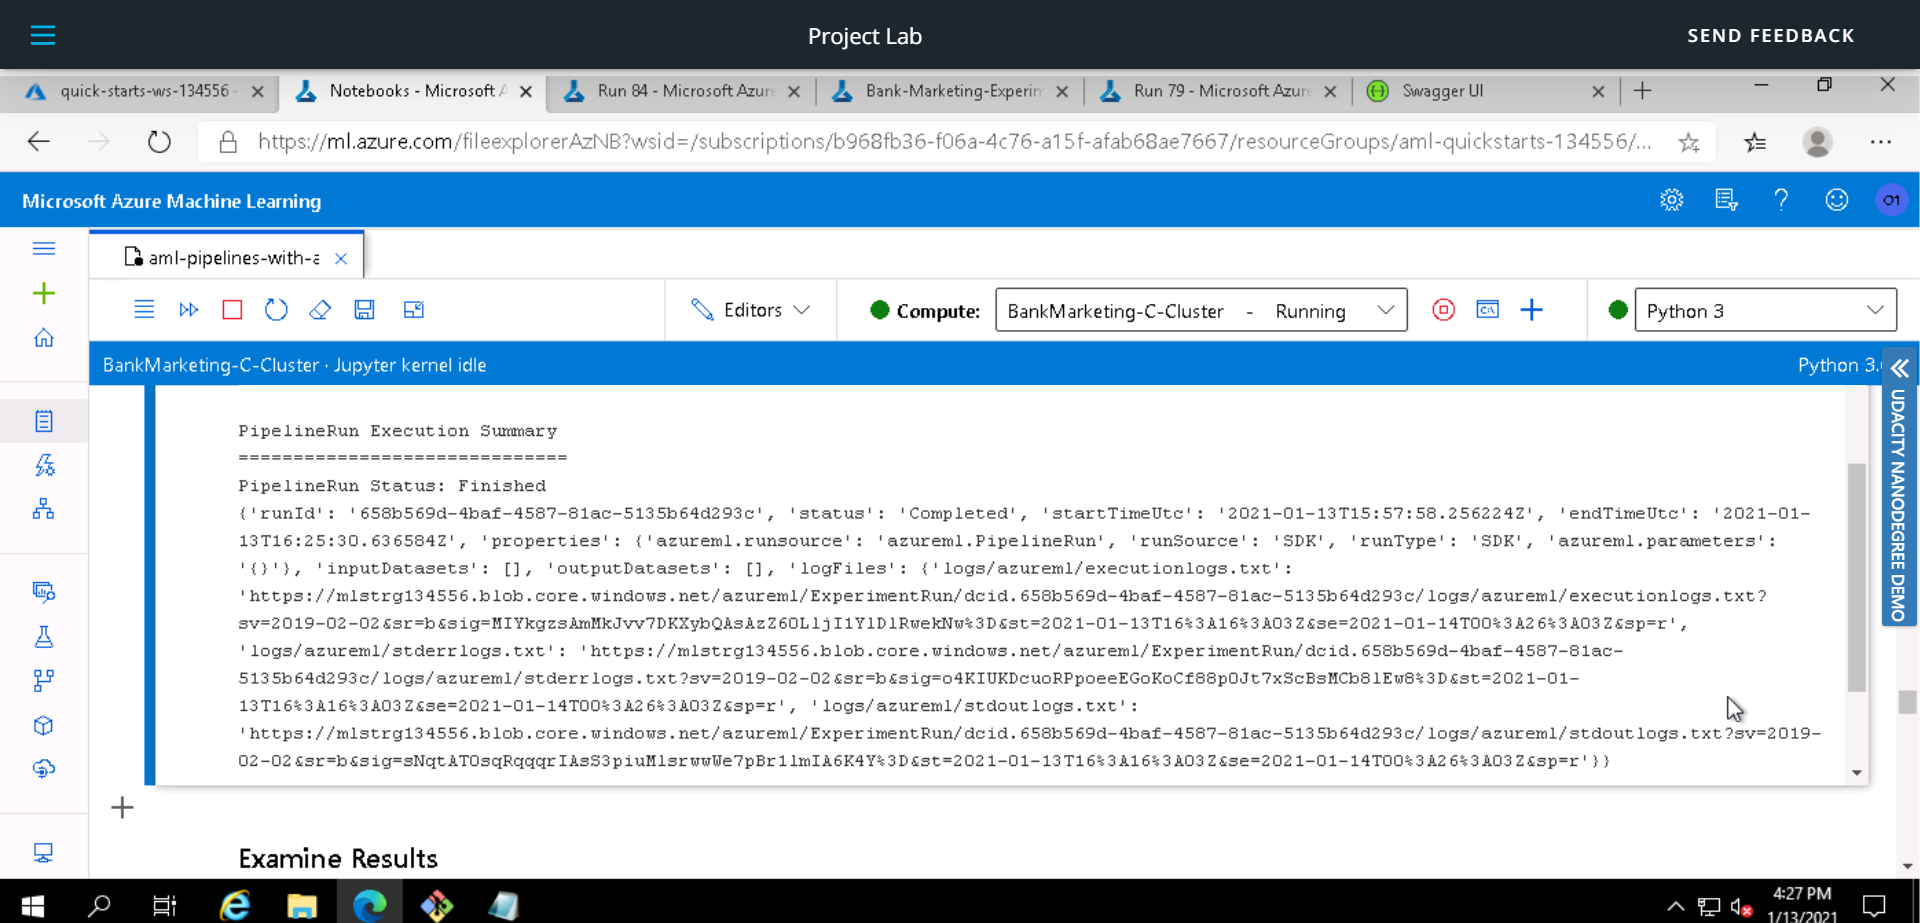 Project Lab
SEND FEEDBACK
quick-starts-ws-134556 -
Notebooks - Microsoft A
Run 84 - Microsoft Azure
Bank-Marketing-Experim
Run 79 - Microsoft Azure
Swagger UI
https://ml.azure.com/fileexplorerAzNB?wsid=/subscriptions/b968fb36-f06a-4c76-a15f-afab68ae7667/resourceGroups/aml-quickstarts-134556/...
Microsoft Azure Machine Learning
01
aml-pipelines-with-a
Editors
Compute:
BankMarketing-C-Cluster - Running
Python 3
BankMarketing-C-Cluster · Jupyter kernel idle
Python 3.
UDACITY NANODEGREE DEMO
PipelineRun Execution Summary
==============================
PipelineRun Status: Finished
{'runId': '658b569d-4baf-4587-81ac-5135b64d293c', 'status': 'Completed', 'startTimeUtc': '2021-01-13T15:57:58.256224Z', 'endTimeUtc': '2021-01-
13T16:25:30.636584Z', 'properties': {'azureml.runsource': 'azureml.PipelineRun', 'runSource': 'SDK', 'runType': 'SDK', 'azureml.parameters':
'{}'}, 'inputDatasets': [], 'outputDatasets': [], 'logFiles': {'logs/azureml/executionlogs.txt':
'https://mlstrg134556.blob.core.windows.net/azureml/ExperimentRun/dcid.658b569d-4baf-4587-81ac-5135b64d293c/logs/azureml/executionlogs.txt?
sv=2019-02-02&sr=b&sig=MIYkgzsAmMkJvv7DKXybQAsAzZ6OLljI1YlDlRwekNw%3D&st=2021-01-13T16%3A16%3A03Z&se=2021-01-14T00%3A26%3A03Z&sp=r',
'logs/azureml/stderrlogs.txt': 'https://mlstrg134556.blob.core.windows.net/azureml/ExperimentRun/dcid.658b569d-4baf-4587-81ac-
5135b64d293c/logs/azureml/stderrlogs.txt?sv=2019-02-02&sr=b&sig=o4KIUKDcuoRPpoeeEGoKoCf88pOJt7xScBsMCb8lEw8%3D&st=2021-01-
13T16%3A16%3A03Z&se=2021-01-14T00%3A26%3A03Z&sp=r', 'logs/azureml/stdoutlogs.txt':
'https://mlstrg134556.blob.core.windows.net/azureml/ExperimentRun/dcid.658b569d-4baf-4587-81ac-5135b64d293c/logs/azureml/stdoutlogs.txt?sv=2019-
02-02&sr=b&sig=sNqtATOsqRqqqrIAsS3piuMlsrwwWe7pBr1lmIA6K4Y%3D&st=2021-01-13T16%3A16%3A03Z&se=2021-01-14T00%3A26%3A03Z&sp=r'}}
Examine Results
4:27 PM
1/13/2021